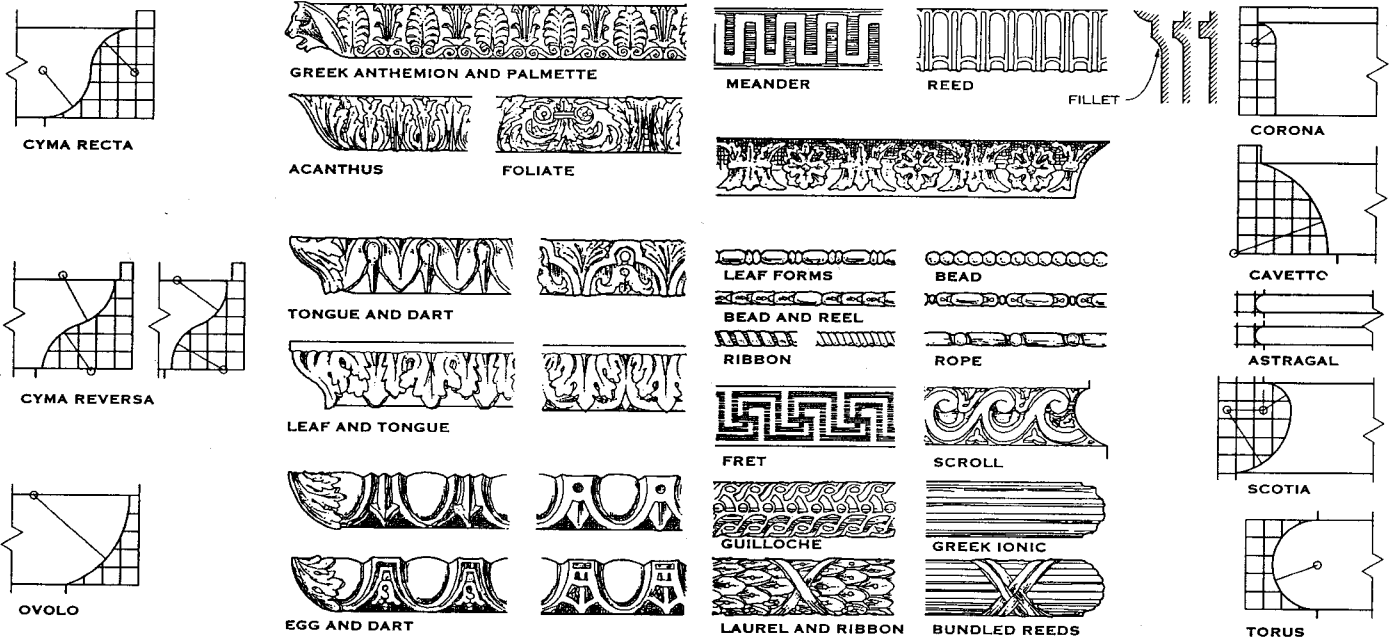 CYMA RECTA
CYMA REVERSA
OVOLO
GREEK ANTHEMION AND PALMETTE
ACANTHUS
FOLIATE
TONGUE AND DART
LEAF AND TONGUE
EGG AND DART
MEANDER
REED
FILLET
LEAF FORMS
BEAD
BEAD AND REEL
RIBBON
ROPE
FRET
SCROLL
GUILLOCHE
GREEK IONIC
LAUREL AND RIBBON
BUNDLED REEDS
CORONA
CAVETTO
ASTRAGAL
SCOTIA
TORUS